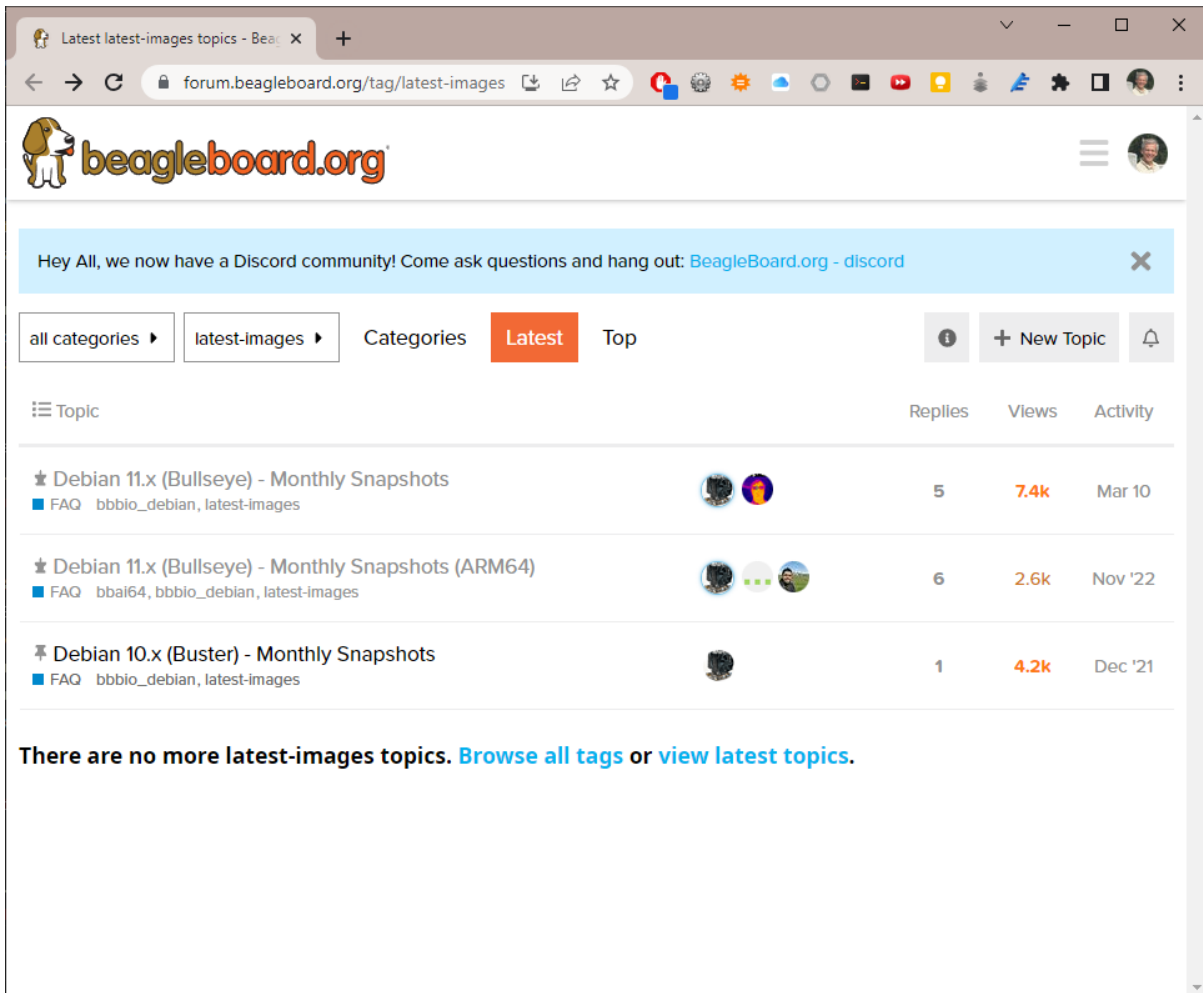 Latest latest-images topics - Beag
forum.beagleboard.org/tag/latest-images
beagleboard.org
Hey All, we now have a Discord community! Come ask questions and hang out: BeagleBoard.org - discord
all categories latest-images Categories Latest Top + New Topic
Topic Replies Views Activity
Debian 11.x (Bullseye) - Monthly Snapshots 5 7.4k Mar 10
FAQ bbbio_debian, latest-images
Debian 11.x (Bullseye) - Monthly Snapshots (ARM64) 6 2.6k Nov '22
FAQ bbai64, bbbio_debian, latest-images
Debian 10.x (Buster) - Monthly Snapshots 1 4.2k Dec '21
FAQ bbbio_debian, latest-images
There are no more latest-images topics. Browse all tags or view latest topics.